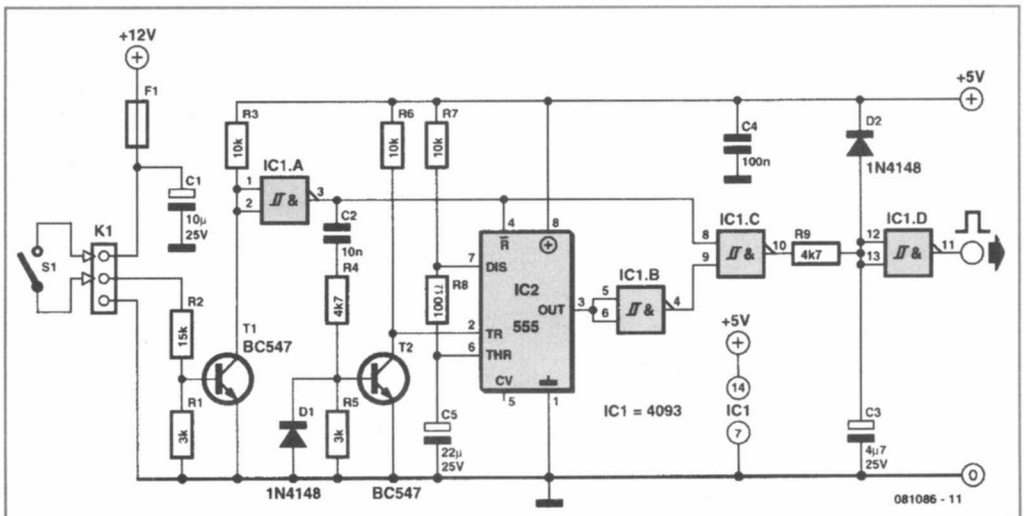 +12V
F1
C1
10µ
25V
K1
S1
R2
15k
R1
3k
T1
BC547
R3
10k
IC1.A
1
2
&
3
C2
10n
R4
4k7
R5
3k
D1
1N4148
T2
BC547
R6
10k
R7
10k
R8
100Ω
C5
22µ
25V
4
8
R
7
DIS
IC2
555
OUT
3
2
TR
6
THR
CV
5
1
IC1.B
5
6
&
4
IC1 = 4093
IC1.C
8
9
&
10
R9
4k7
C4
100n
+5V
D2
1N4148
IC1.D
12
13
&
11
+5V
14
IC1
7
C3
4µ7
25V
0
081086 - 11